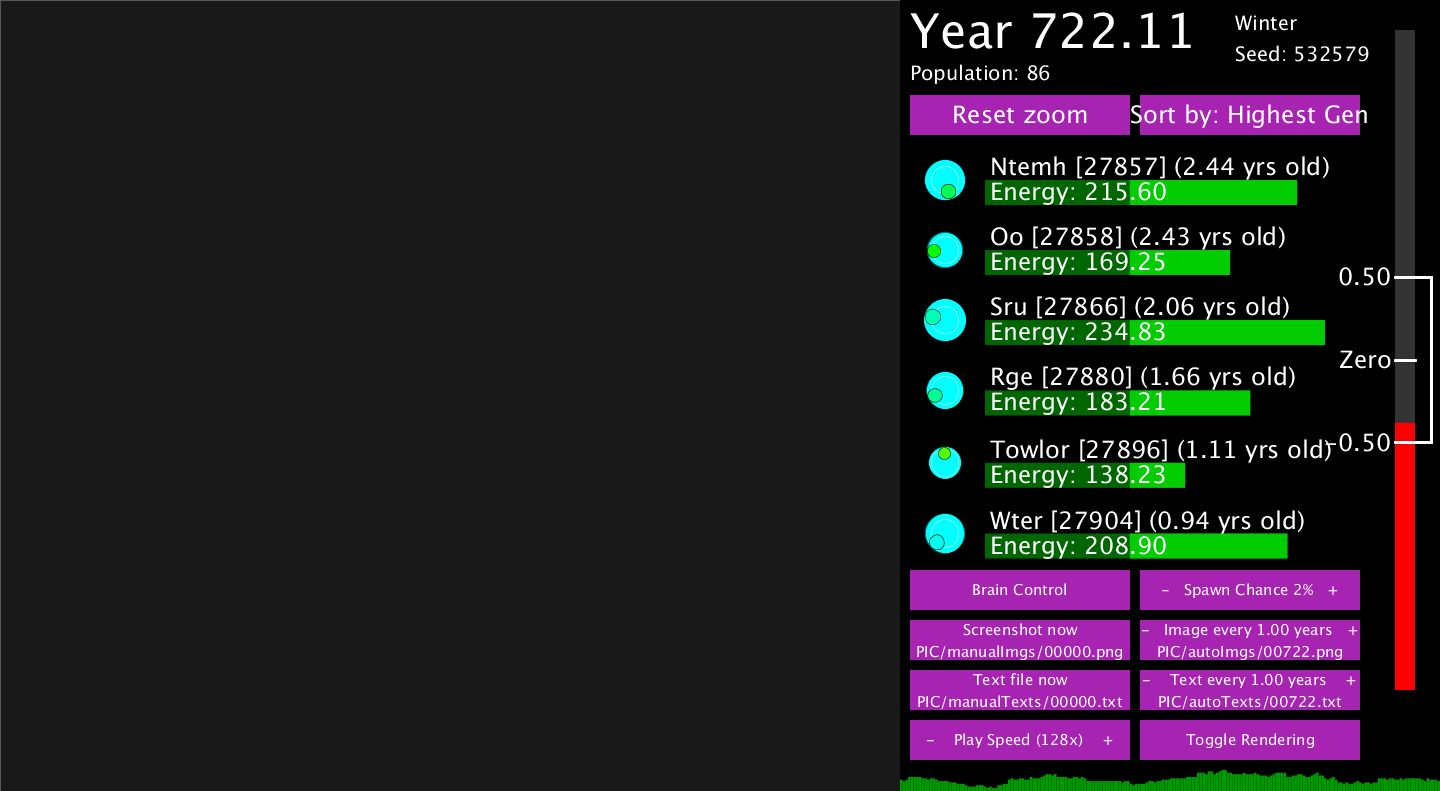 Year 722.11
Winter
Seed: 532579
Population: 86
Reset zoom
Sort by: Highest Gen
Ntemh [27857] (2.44 yrs old)
Energy: 215.60
Oo [27858] (2.43 yrs old)
Energy: 169.25
0.50
Sru [27866] (2.06 yrs old)
Energy: 234.83
Zero
Rge [27880] (1.66 yrs old)
Energy: 183.21
-0.50
Towlor [27896] (1.11 yrs old)
Energy: 138.23
Wter [27904] (0.94 yrs old)
Energy: 208.90
Brain Control
- Spawn Chance 2% +
Screenshot now
PIC/manualImgs/00000.png
- Image every 1.00 years +
PIC/autoImgs/00722.png
Text file now
PIC/manualTexts/00000.txt
- Text every 1.00 years +
PIC/autoTexts/00722.txt
- Play Speed (128x) +
Toggle Rendering